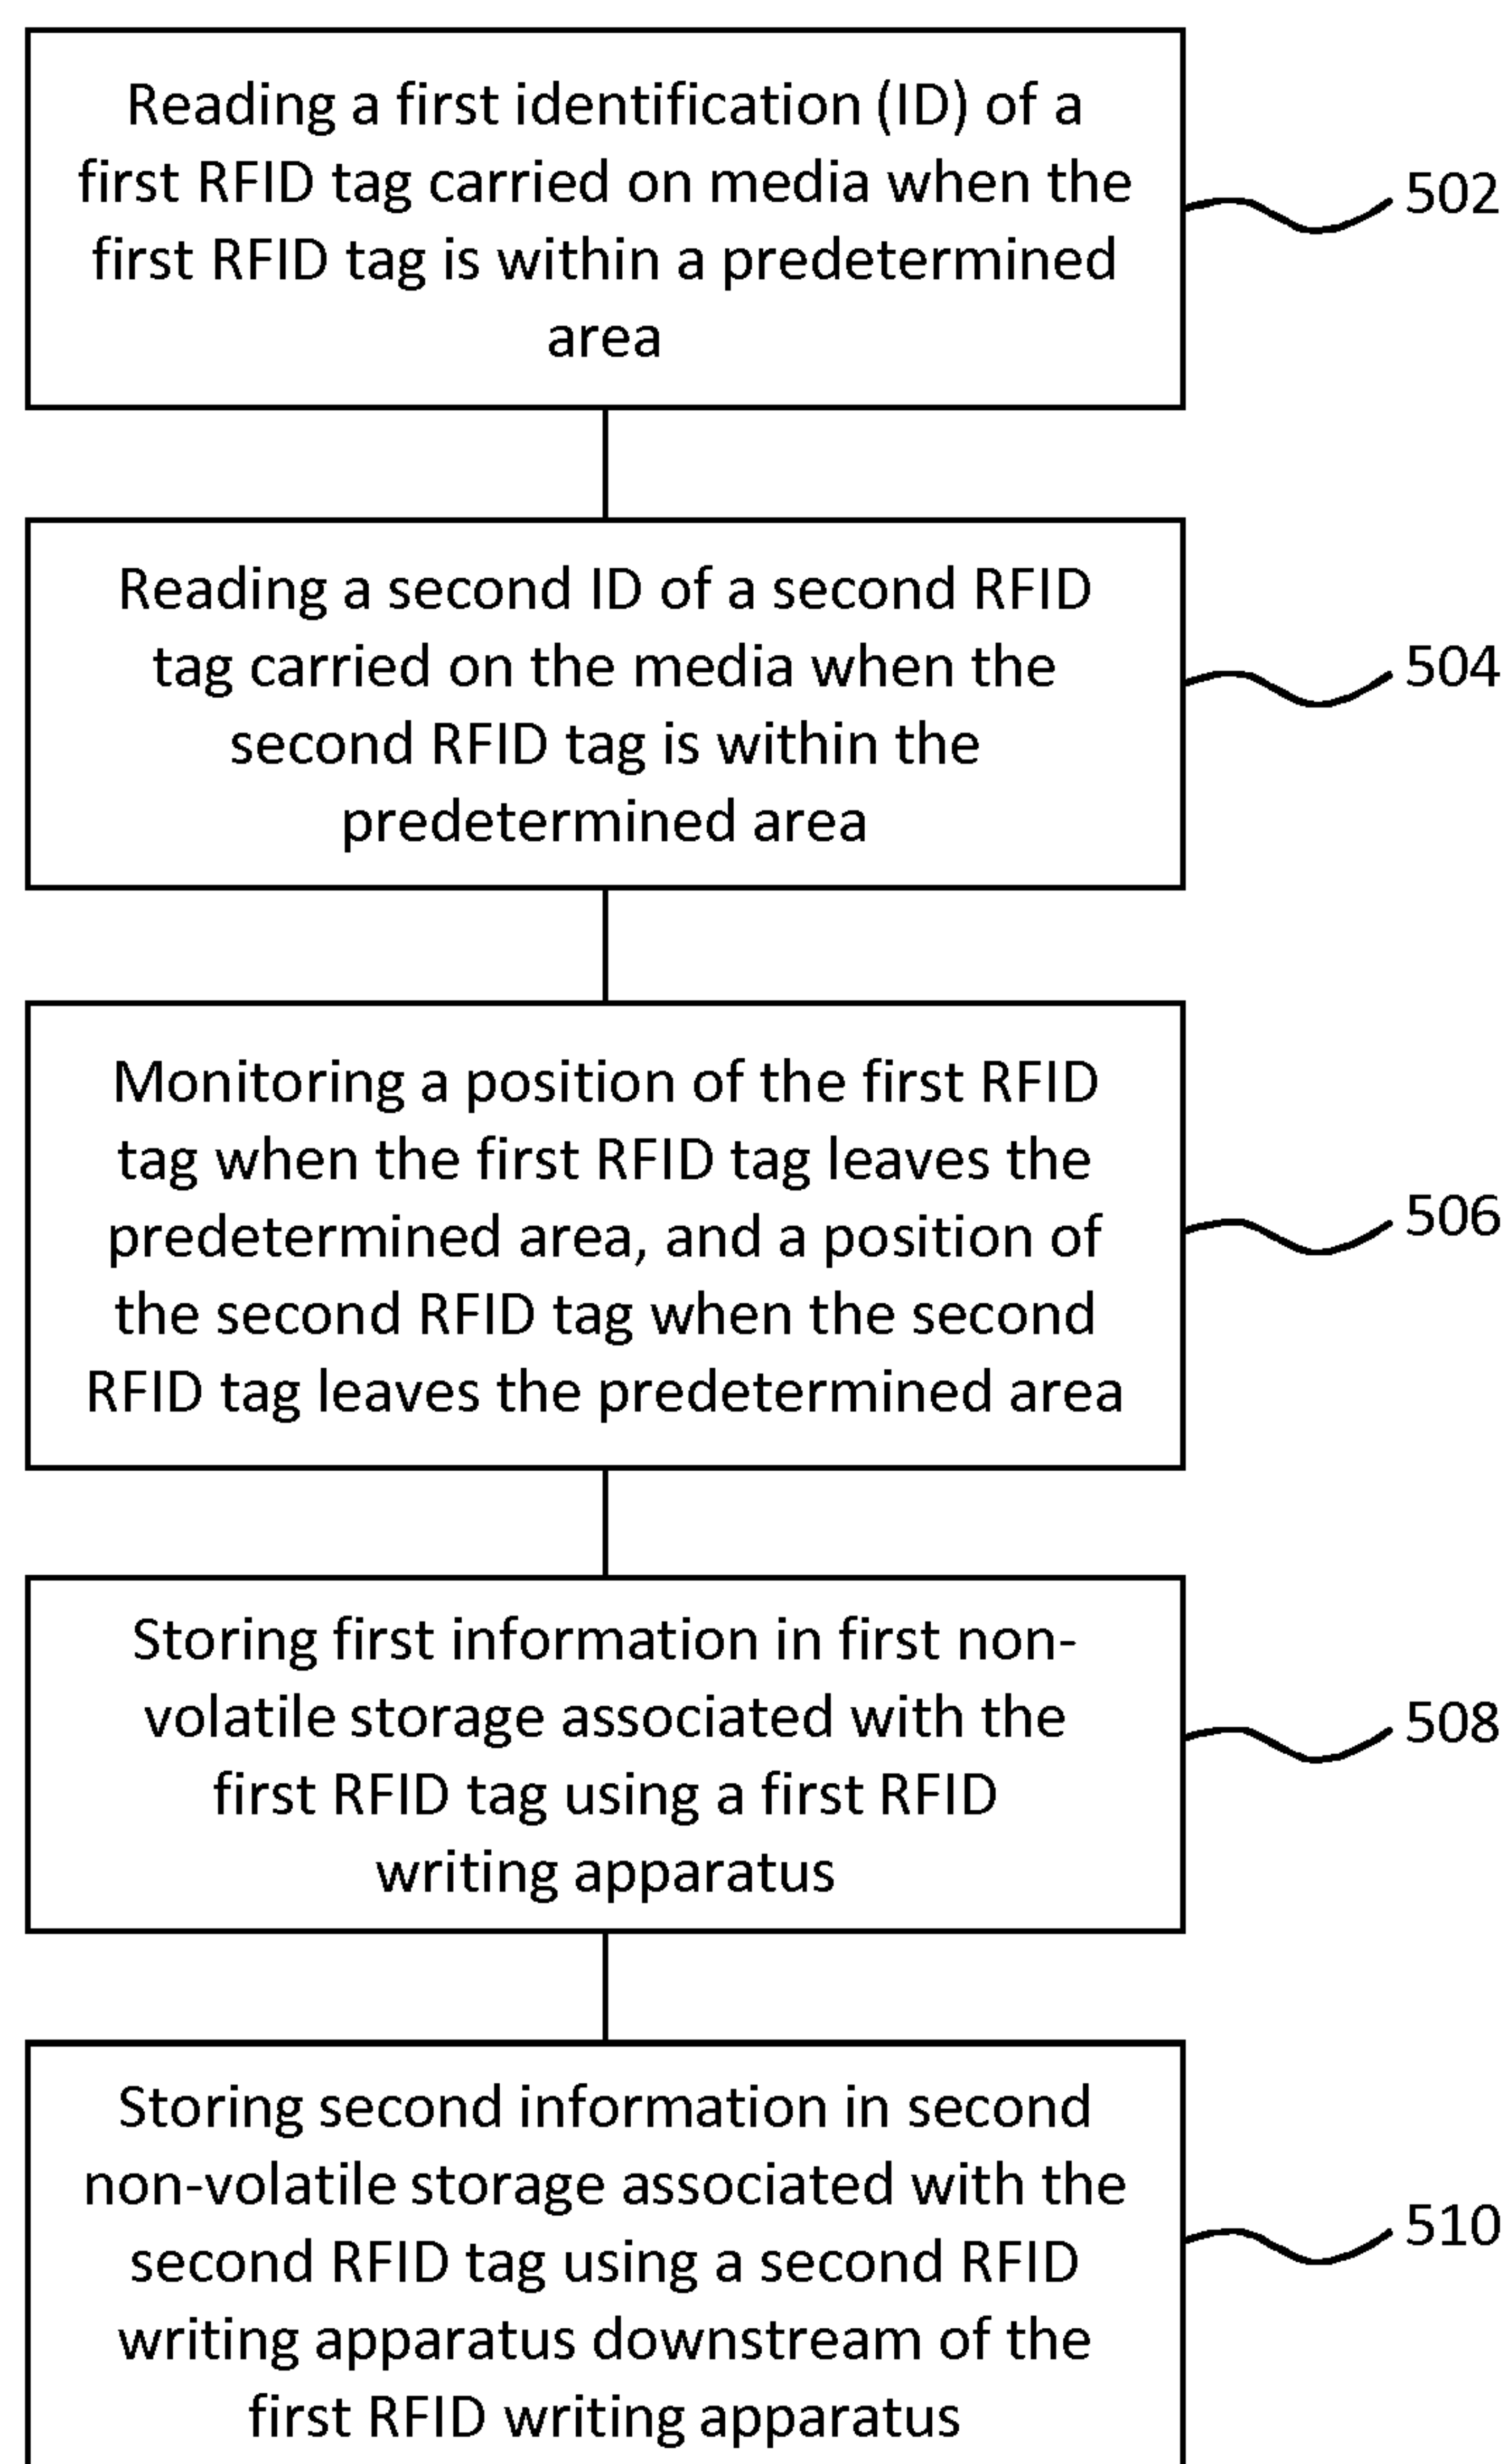 Reading a first identification (ID) of a
first RFID tag carried on media when the
first RFID tag is within a predetermined
area
502
Reading a second ID of a second RFID
tag carried on the media when the
second RFID tag is within the
predetermined area
504
Monitoring a position of the first RFID
tag when the first RFID tag leaves the
predetermined area, and a position of
the second RFID tag when the second
RFID tag leaves the predetermined area
506
Storing first information in first non-
volatile storage associated with the
first RFID tag using a first RFID
writing apparatus
508
Storing second information in second
non-volatile storage associated with the
second RFID tag using a second RFID
writing apparatus downstream of the
first RFID writing apparatus
510